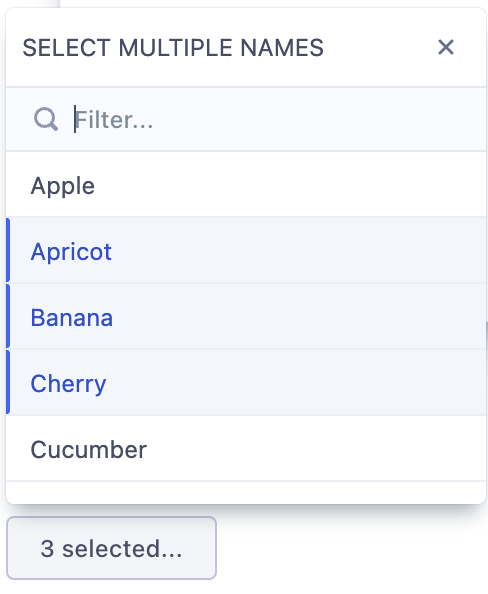 SELECT MULTIPLE NAMES
Filter...
Apple
Apricot
Banana
Cherry
Cucumber
3 selected...